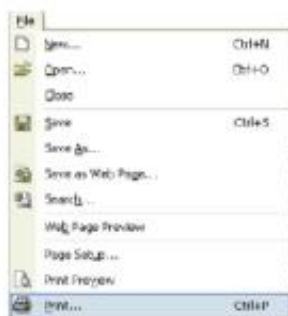 File
New... Ctrl+N
Open... Ctrl+O
Close
Save Ctrl+S
Save As...
Save as Web Page...
Search...
Web Page Preview
Page Setup...
Print Preview
Print... Ctrl+P